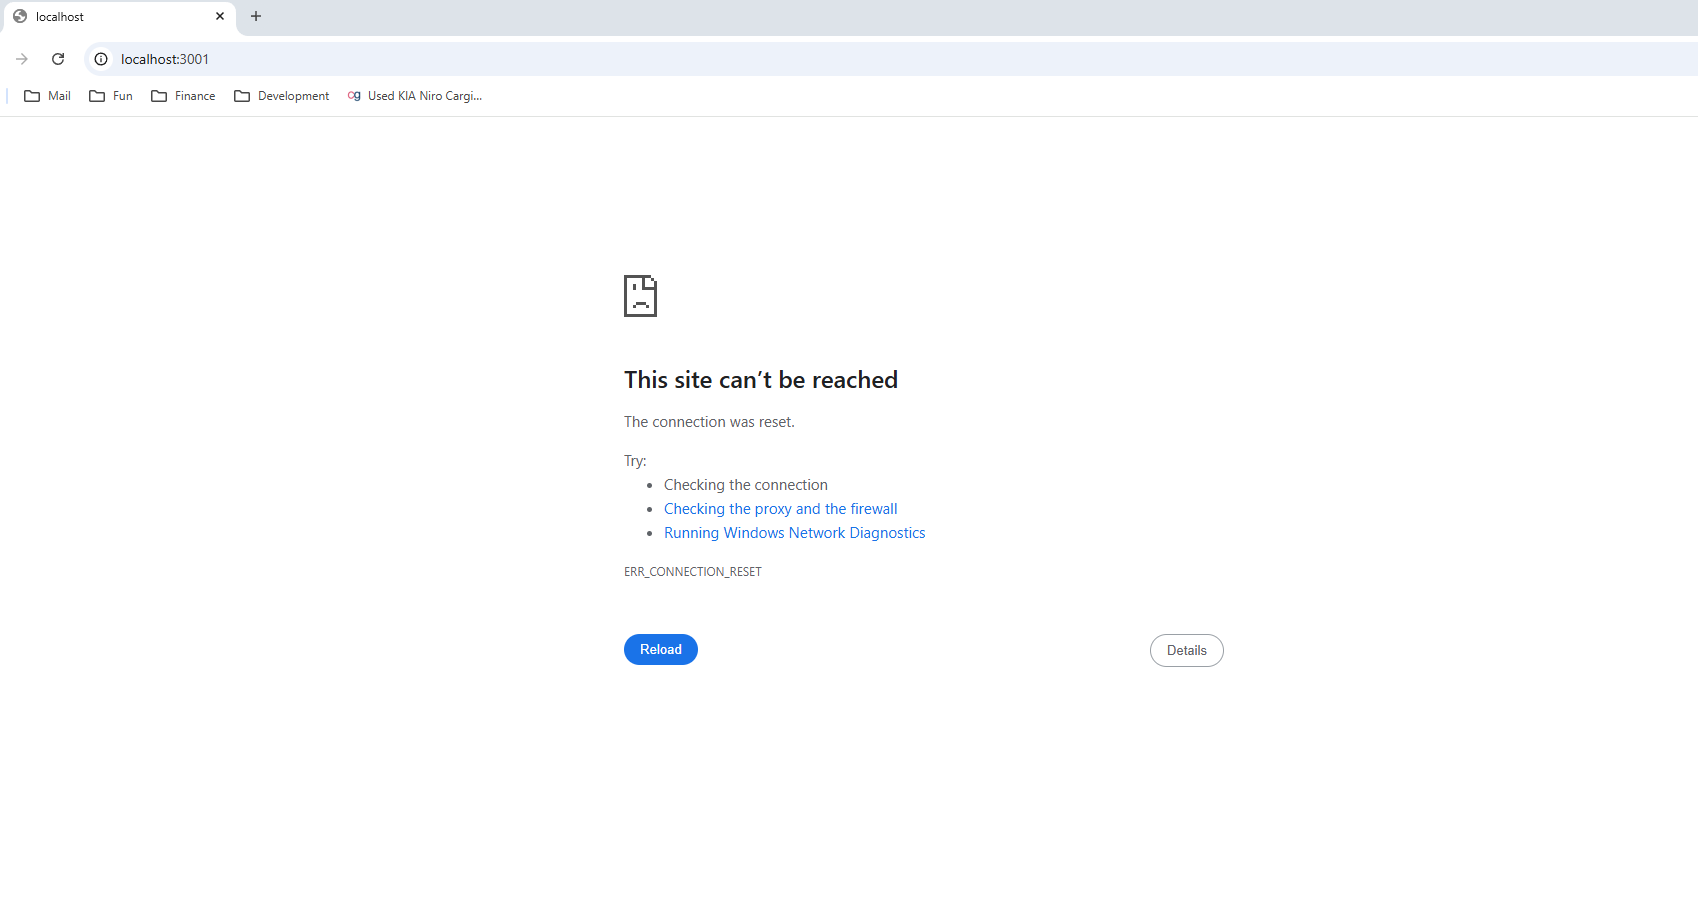 localhost
localhost:3001
Mail Fun Finance Development Used KIA Niro Cargi...
This site can’t be reached
The connection was reset.
Try:
Checking the connection
Checking the proxy and the firewall
Running Windows Network Diagnostics
ERR_CONNECTION_RESET
Reload Details